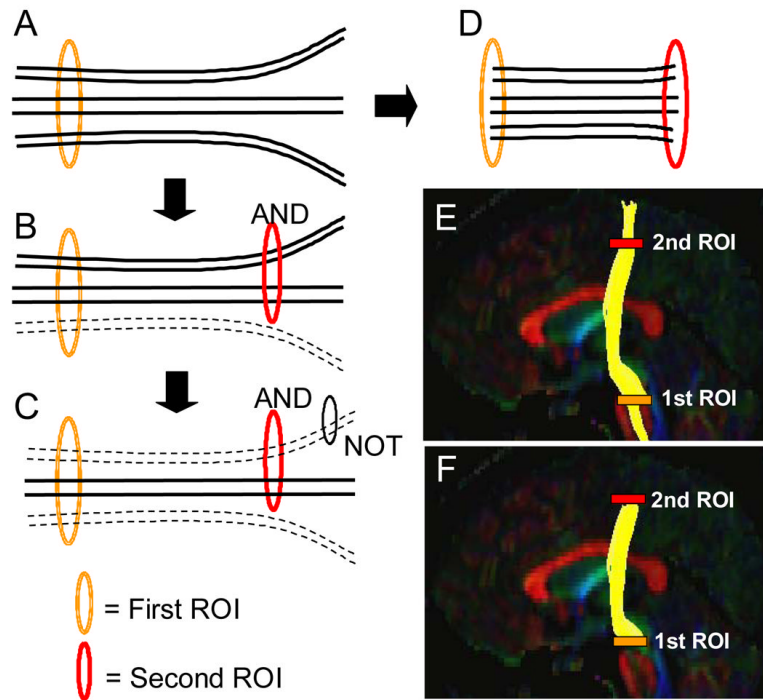 A
D
B
AND
E
2nd ROI
1st ROI
C
AND
NOT
F
2nd ROI
1st ROI
= First ROI
= Second ROI